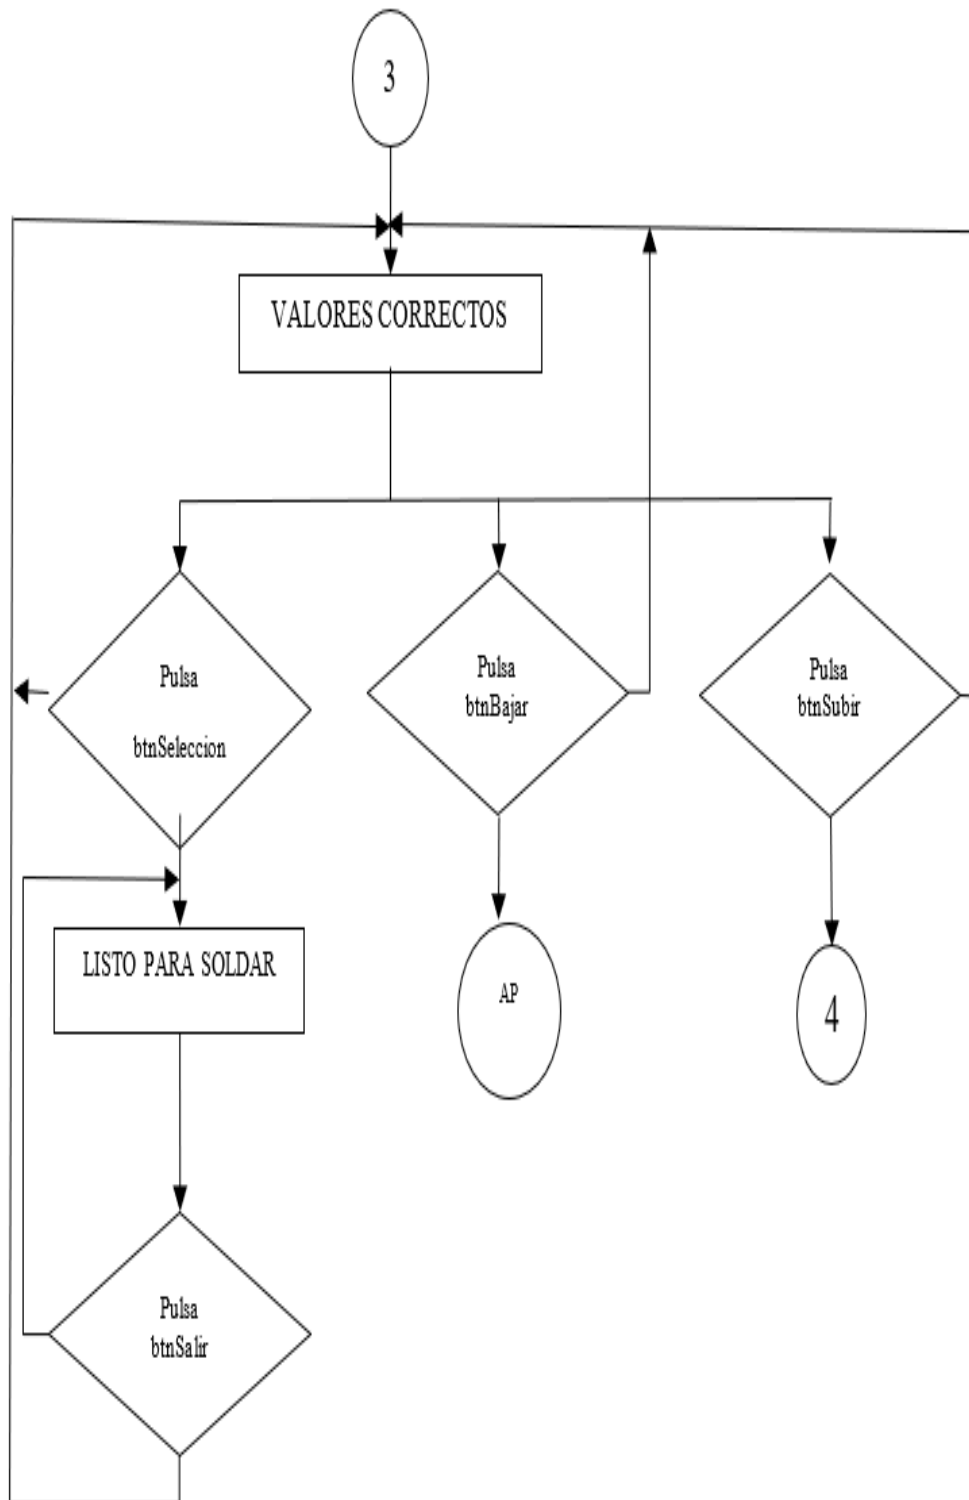 3
VALORES CORRECTOS
Pulsa
btnSeleccion
Pulsa
btnBajar
Pulsa
btnSubir
LISTO PARA SOLDAR
AP
4
Pulsa
btnSalir